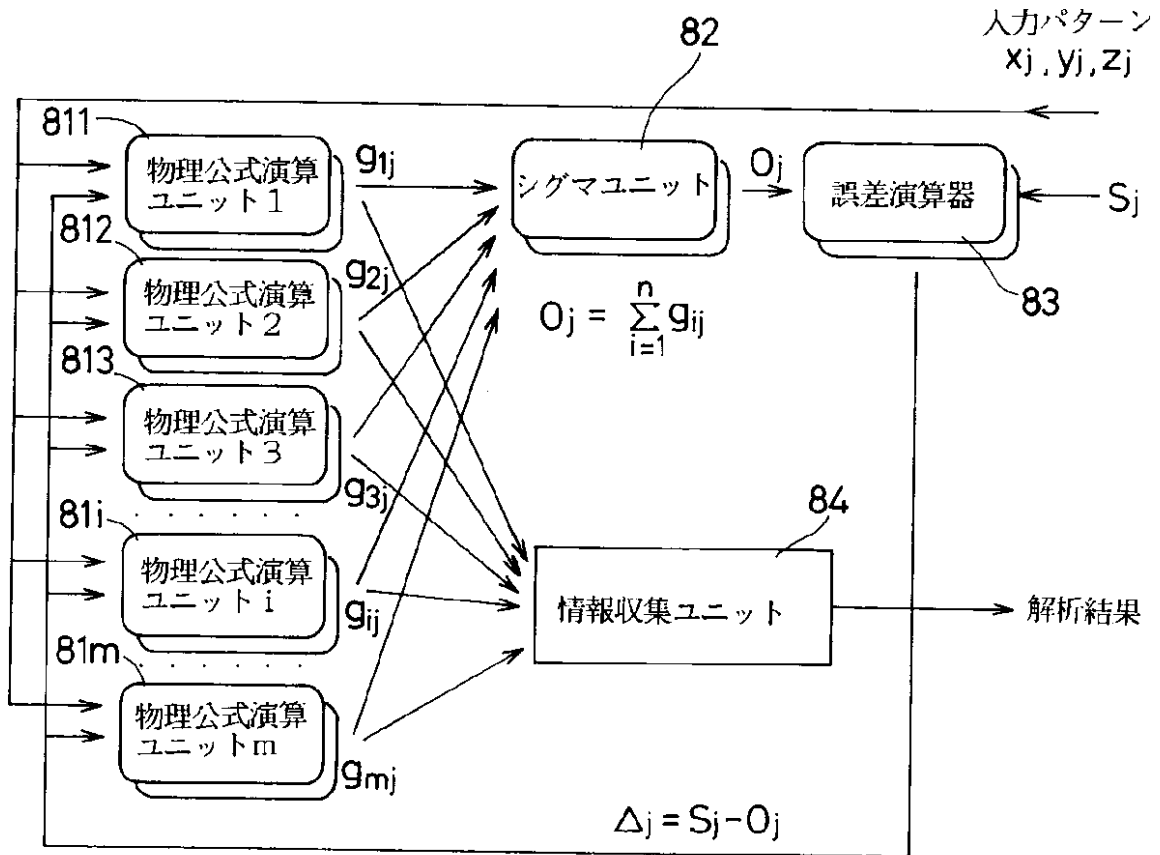 入力パターン
xj, yj, zj
82
811
物理公式演算
ユニット1
g1j
シグマユニット
Oj
誤差演算器
Sj
83
812
物理公式演算
ユニット2
g2j
Oj = n Σ i=1 gij
813
物理公式演算
ユニット3
g3j
· · · · · ·
81i
物理公式演算
ユニットi
gij
84
情報収集ユニット
解析結果
· · · · · ·
81m
物理公式演算
ユニットm
gmj
Δj = Sj-Oj